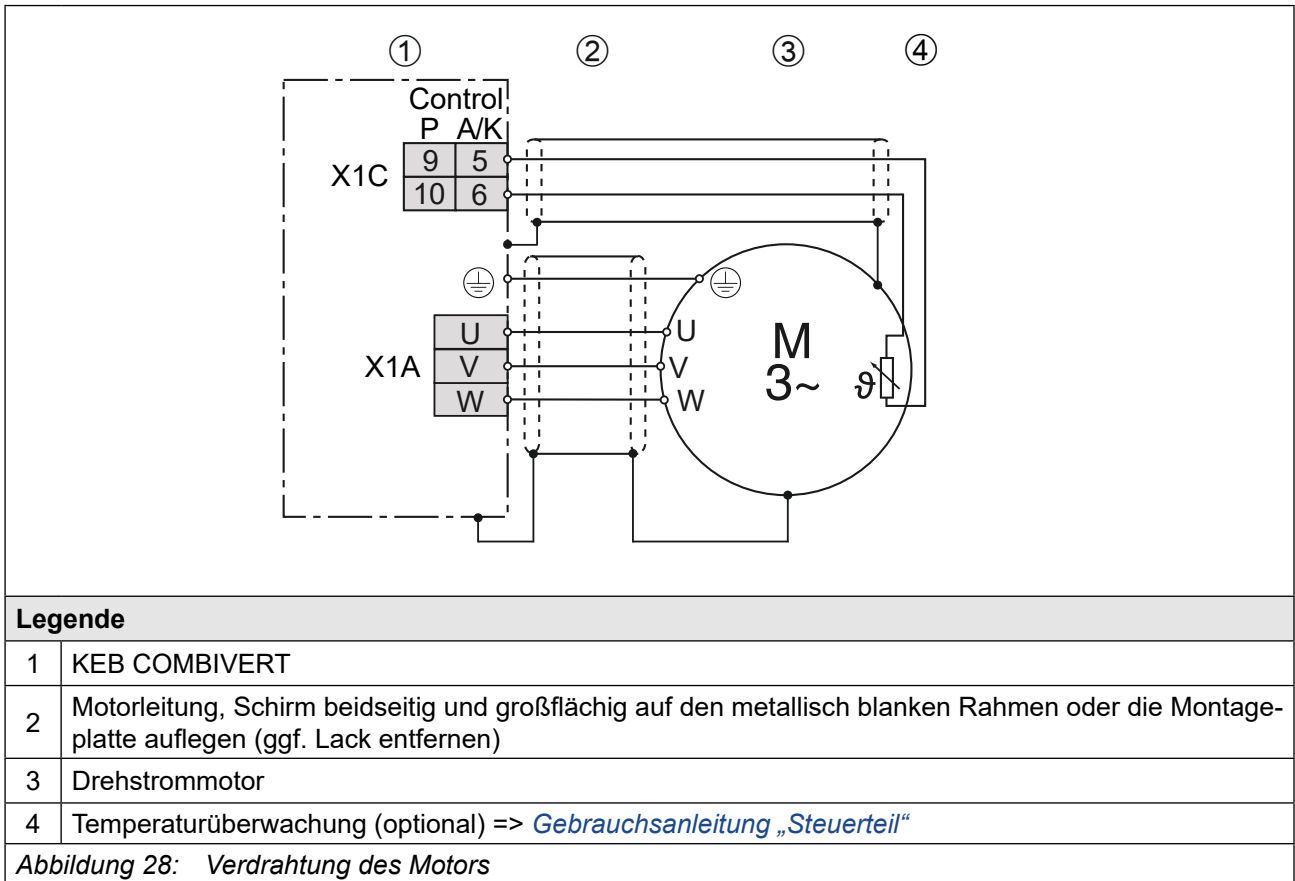 ① ② ③ ④
Control
P A/K
X1C
9 5
10 6
U
X1A V
W
U
V
W
M
3~
ϑ
Legende
1 KEB COMBIVERT
2 Motorleitung, Schirm beidseitig und großflächig auf den metallisch blanken Rahmen oder die Montage-
platte auflegen (ggf. Lack entfernen)
3 Drehstrommotor
4 Temperaturüberwachung (optional) => Gebrauchsanleitung „Steuerteil“
Abbildung 28: Verdrahtung des Motors